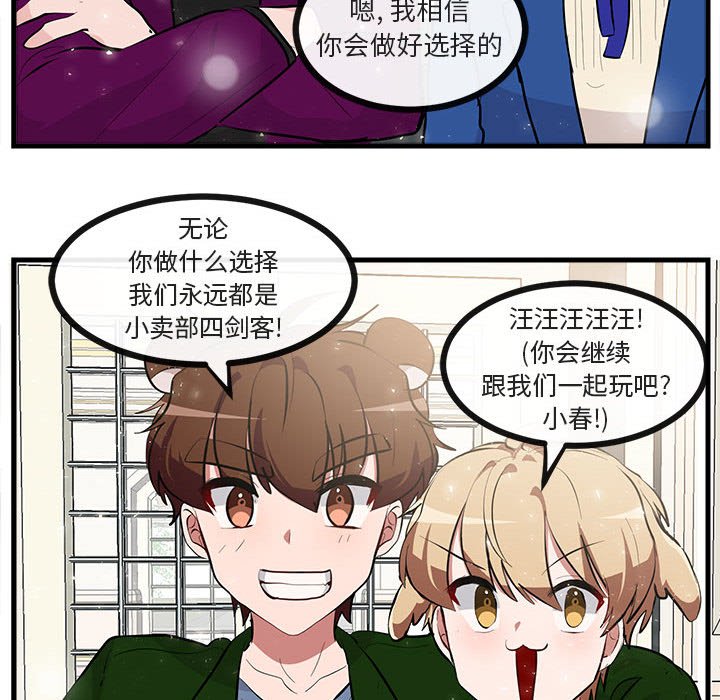 嗯, 我相信
你会做好选择的
无论
你做什么选择
我们永远都是
小卖部四剑客!
汪汪汪汪汪!
(你会继续
跟我们一起玩吧?
小春!)